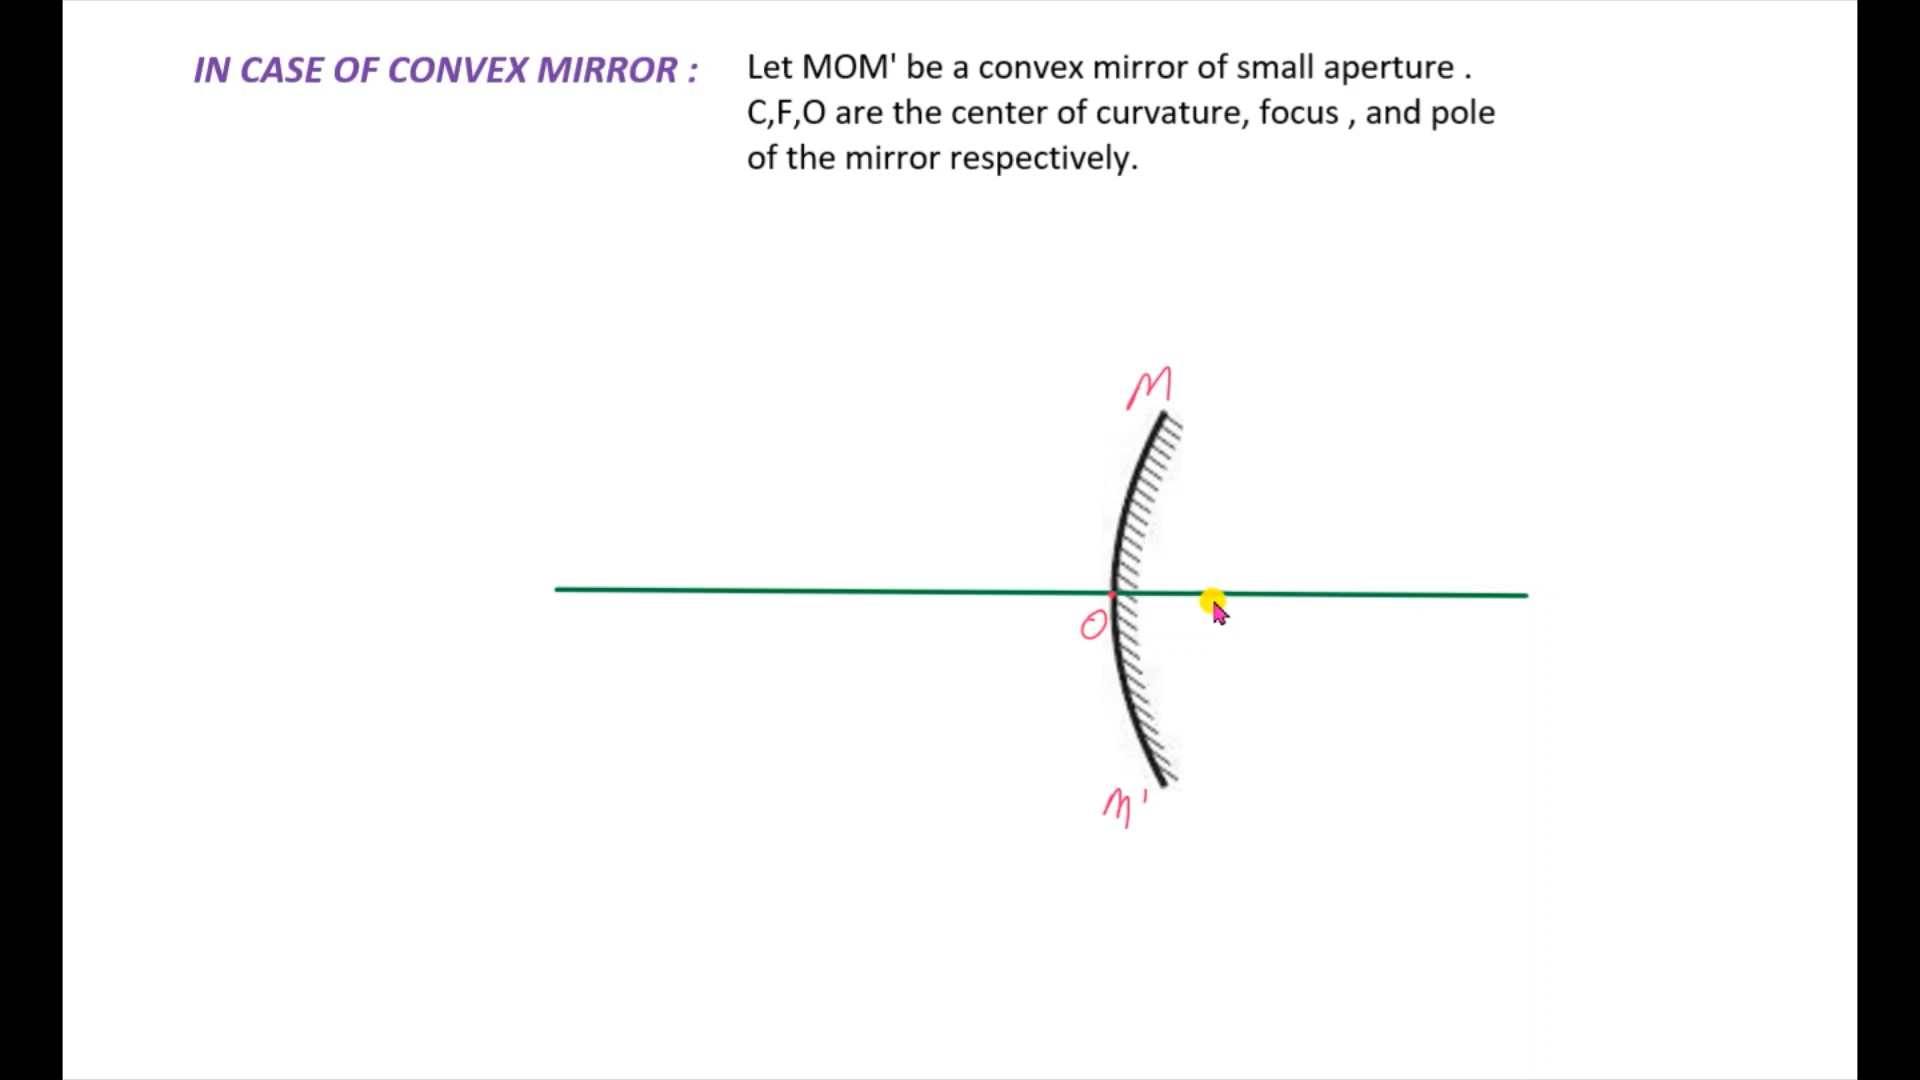 IN CASE OF CONVEX MIRROR :
Let MOM' be a convex mirror of small aperture .
C,F,O are the center of curvature, focus , and pole
of the mirror respectively.
M
O
M'